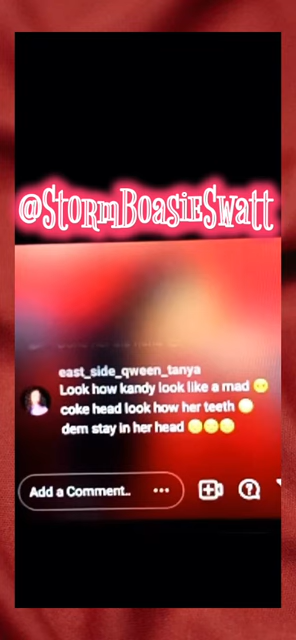 @StormBoasieSwatt
east_side_qween_tanya
Look how kandy look like a mad 😶
coke head look how her teeth 😶
dem stay in her head 😶😶😶
Add a Comment..